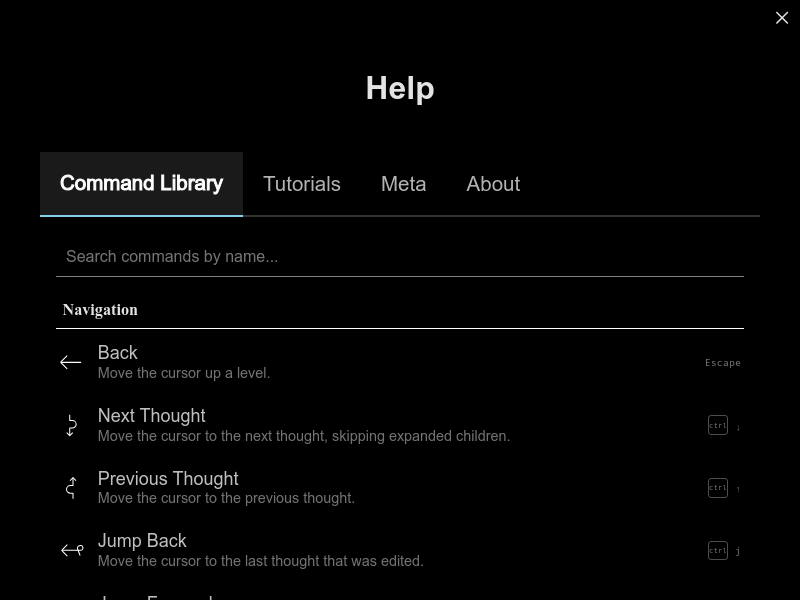 Help
Command Library Tutorials Meta About
Search commands by name...
Navigation
Back
Move the cursor up a level.
Escape
Next Thought
Move the cursor to the next thought, skipping expanded children.
ctrl ↓
Previous Thought
Move the cursor to the previous thought.
ctrl ↑
Jump Back
Move the cursor to the last thought that was edited.
ctrl j